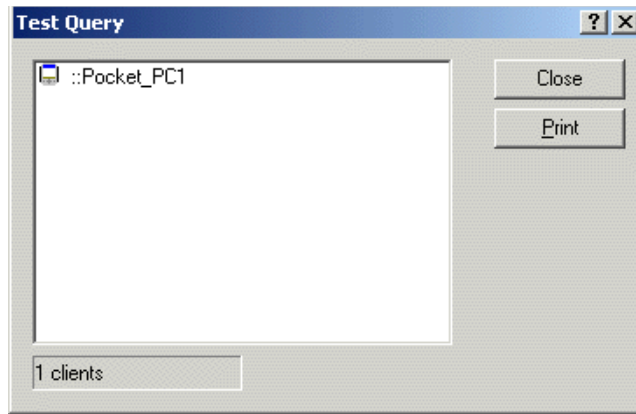 Test Query
::Pocket_PC1
Close
Print
1 clients